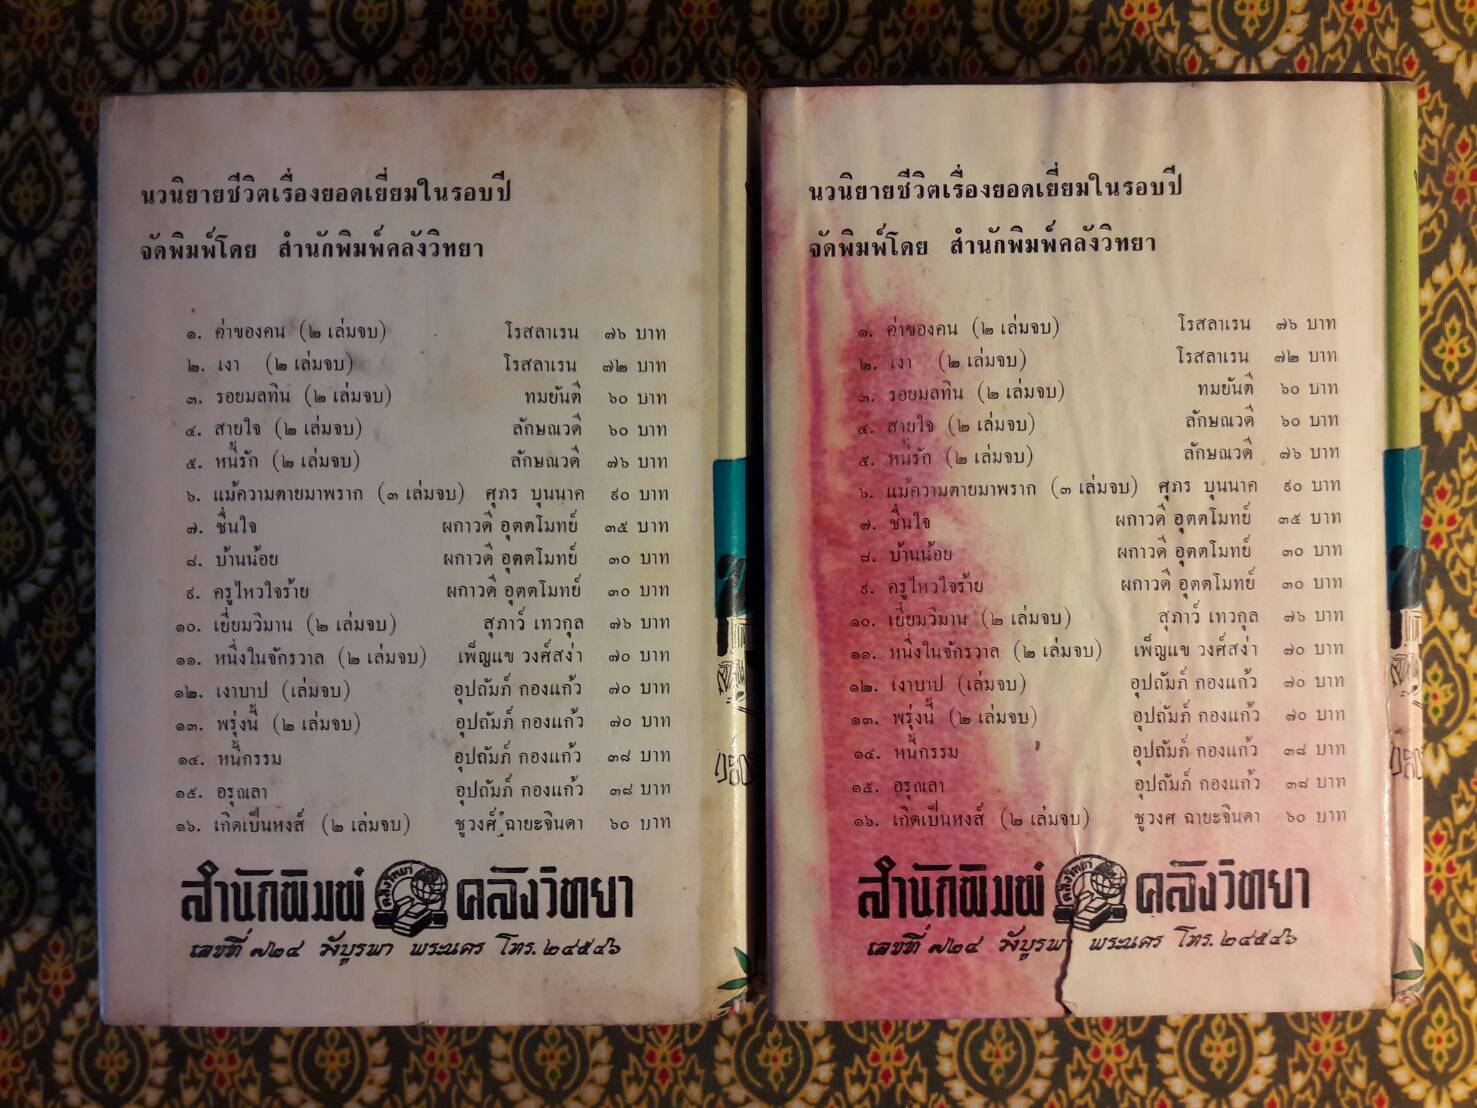 นวนิยายชีวิตเรื่องยอดเยี่ยมในรอบปี
จัดพิมพ์โดย สำนักพิมพ์คลังวิทยา
๑. ค่าของคน (๒ เล่มจบ) โรสลาเรน ๗๖ บาท
๒. เงา (๒ เล่มจบ) โรสลาเรน ๗๒ บาท
๓. รอยมลทิน (๒ เล่มจบ) ทมยันตี ๖๐ บาท
๔. สายใจ (๒ เล่มจบ) ลักษณวดี ๖๐ บาท
๕. หนี้รัก (๒ เล่มจบ) ลักษณวดี ๗๖ บาท
๖. แม้ความตายมาพราก (๓ เล่มจบ) ศุภร บุนนาค ๙๐ บาท
๗. ชื่นใจ ผกาวดี อุตตโมทย์ ๓๕ บาท
๘. บ้านน้อย ผกาวดี อุตตโมทย์ ๓๐ บาท
๙. ครูไหวใจร้าย ผกาวดี อุตตโมทย์ ๓๐ บาท
๑๐. เยี่ยมวิมาน (๒ เล่มจบ) สุภาว์ เทวกุล ๗๖ บาท
๑๑. หนึ่งในจักรวาล (๒ เล่มจบ) เพ็ญแข วงศ์สง่า ๗๐ บาท
๑๒. เงาบาป (เล่มจบ) อุปถัมภ์ กองแก้ว ๗๐ บาท
๑๓. พรุ่งนี้ (๒ เล่มจบ) อุปถัมภ์ กองแก้ว ๗๐ บาท
๑๔. หนี้กรรม อุปถัมภ์ กองแก้ว ๓๘ บาท
๑๕. อรุณลา อุปถัมภ์ กองแก้ว ๓๘ บาท
๑๖. เกิดเป็นหงส์ (๒ เล่มจบ) ชูวงศ์ ฉายะจินดา ๖๐ บาท
สำนักพิมพ์ คลังวิทยา คลังวิทยา
เลขที่ ๗๒๔ วังบูรพา พระนคร โทร. ๒๔๕๔๖
นวนิยายชีวิตเรื่องยอดเยี่ยมในรอบปี
จัดพิมพ์โดย สำนักพิมพ์คลังวิทยา
๑. ค่าของคน (๒ เล่มจบ) โรสลาเรน ๗๖ บาท
๒. เงา (๒ เล่มจบ) โรสลาเรน ๗๒ บาท
๓. รอยมลทิน (๒ เล่มจบ) ทมยันตี ๖๐ บาท
๔. สายใจ (๒ เล่มจบ) ลักษณวดี ๖๐ บาท
๕. หนี้รัก (๒ เล่มจบ) ลักษณวดี ๗๖ บาท
๖. แม้ความตายมาพราก (๓ เล่มจบ) ศุภร บุนนาค ๙๐ บาท
๗. ชื่นใจ ผกาวดี อุตตโมทย์ ๓๕ บาท
๘. บ้านน้อย ผกาวดี อุตตโมทย์ ๓๐ บาท
๙. ครูไหวใจร้าย ผกาวดี อุตตโมทย์ ๓๐ บาท
๑๐. เยี่ยมวิมาน (๒ เล่มจบ) สุภาว์ เทวกุล ๗๖ บาท
๑๑. หนึ่งในจักรวาล (๒ เล่มจบ) เพ็ญแข วงศ์สง่า ๗๐ บาท
๑๒. เงาบาป (เล่มจบ) อุปถัมภ์ กองแก้ว ๗๐ บาท
๑๓. พรุ่งนี้ (๒ เล่มจบ) อุปถัมภ์ กองแก้ว ๗๐ บาท
๑๔. หนี้กรรม อุปถัมภ์ กองแก้ว ๓๘ บาท
๑๕. อรุณลา อุปถัมภ์ กองแก้ว ๓๘ บาท
๑๖. เกิดเป็นหงส์ (๒ เล่มจบ) ชูวงศ ฉายะจินดา ๖๐ บาท
สำนักพิมพ์ คลังวิทยา คลังวิทยา
เลขที่ ๗๒๔ วังบูรพา พระนคร โทร. ๒๔๕๔๖